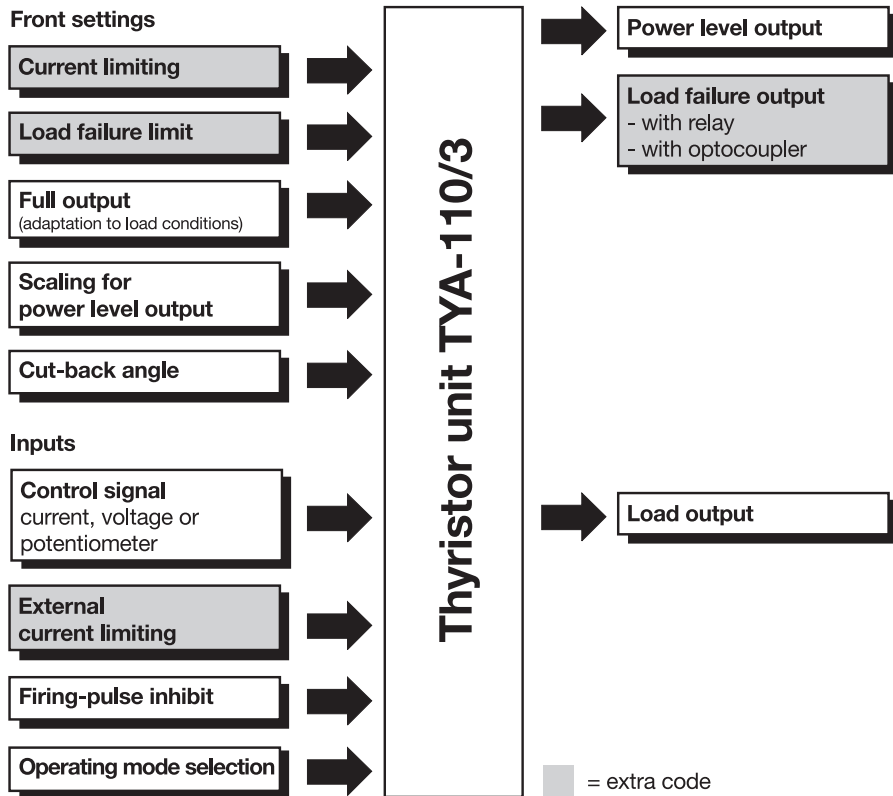 Front settings
Current limiting
Load failure limit
Full output
(adaptation to load conditions)
Scaling for
power level output
Cut-back angle
Inputs
Control signal
current, voltage or
potentiometer
External
current limiting
Firing-pulse inhibit
Operating mode selection
Thyristor unit TYA-110/3
Power level output
Load failure output
- with relay
- with optocoupler
Load output
= extra code